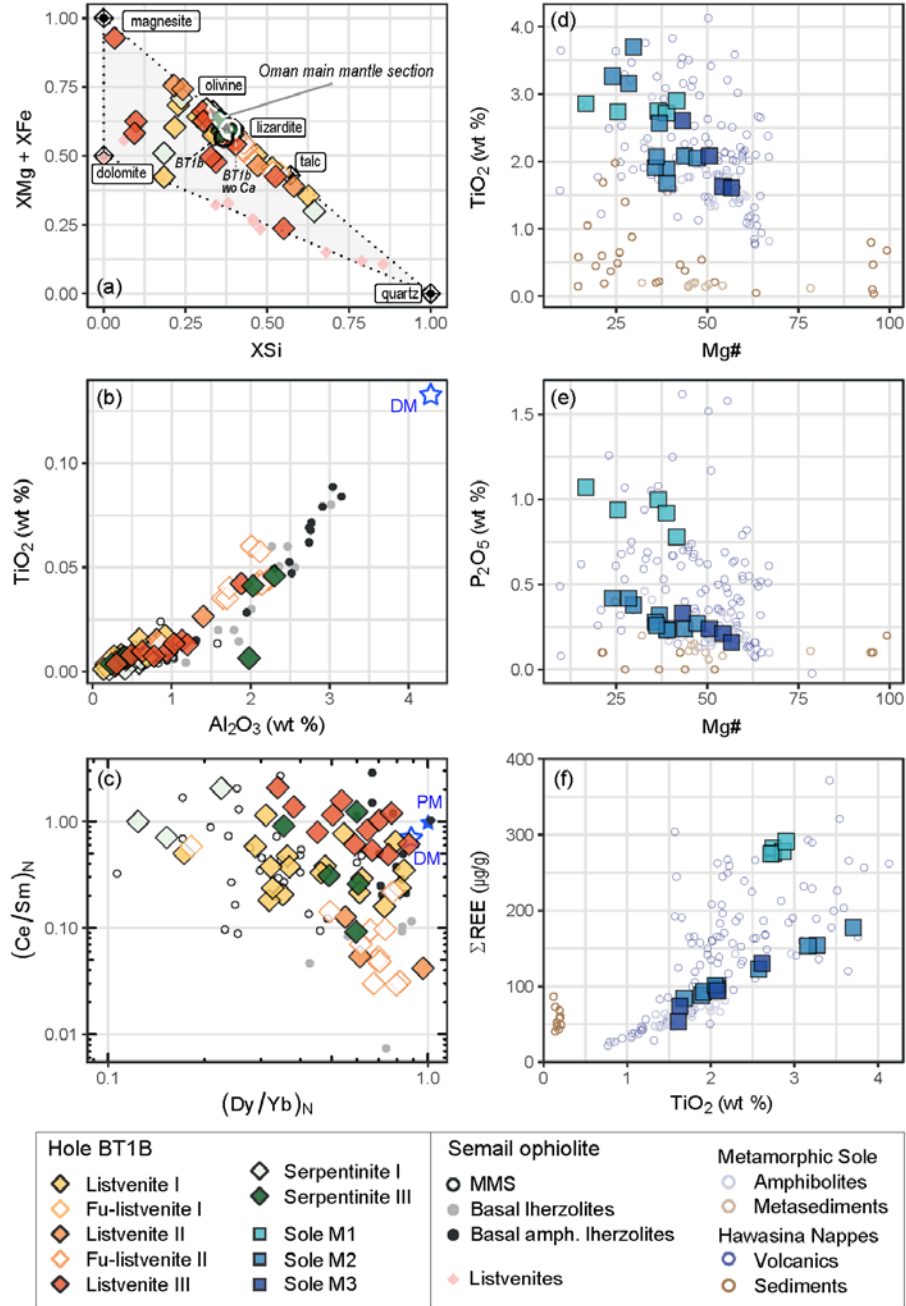 (a)
XMg + XFe
1.00
0.75
0.50
0.25
0.00
magnesite
olivine
Oman main mantle section
lizardite
talc
dolomite
BT1b
BT1b
wo Ca
quartz
0.00 0.25 0.50 0.75 1.00
XSi
(d)
TiO₂ (wt %)
4.0
3.0
2.0
1.0
0.0
25 50 75 100
Mg#
(b)
DM
TiO₂ (wt %)
0.10
0.05
0.00
0 1 2 3 4
Al₂O₃ (wt %)
(e)
P₂O₅ (wt %)
1.5
1.0
0.5
0.0
25 50 75 100
Mg#
(c)
PM
DM
(Ce/Sm)N
1.00
0.10
0.01
0.1 1.0
(Dy/Yb)N
(f)
ΣREE (µg/g)
400
300
200
100
0
0 1 2 3 4
TiO₂ (wt %)
Hole BT1B
Listvenite I
Fu-listvenite I
Listvenite II
Fu-listvenite II
Listvenite III
Serpentinite I
Serpentinite III
Sole M1
Sole M2
Sole M3
Semail ophiolite
MMS
Basal lherzolites
Basal amph. lherzolites
Listvenites
Metamorphic Sole
Amphibolites
Metasediments
Hawasina Nappes
Volcanics
Sediments